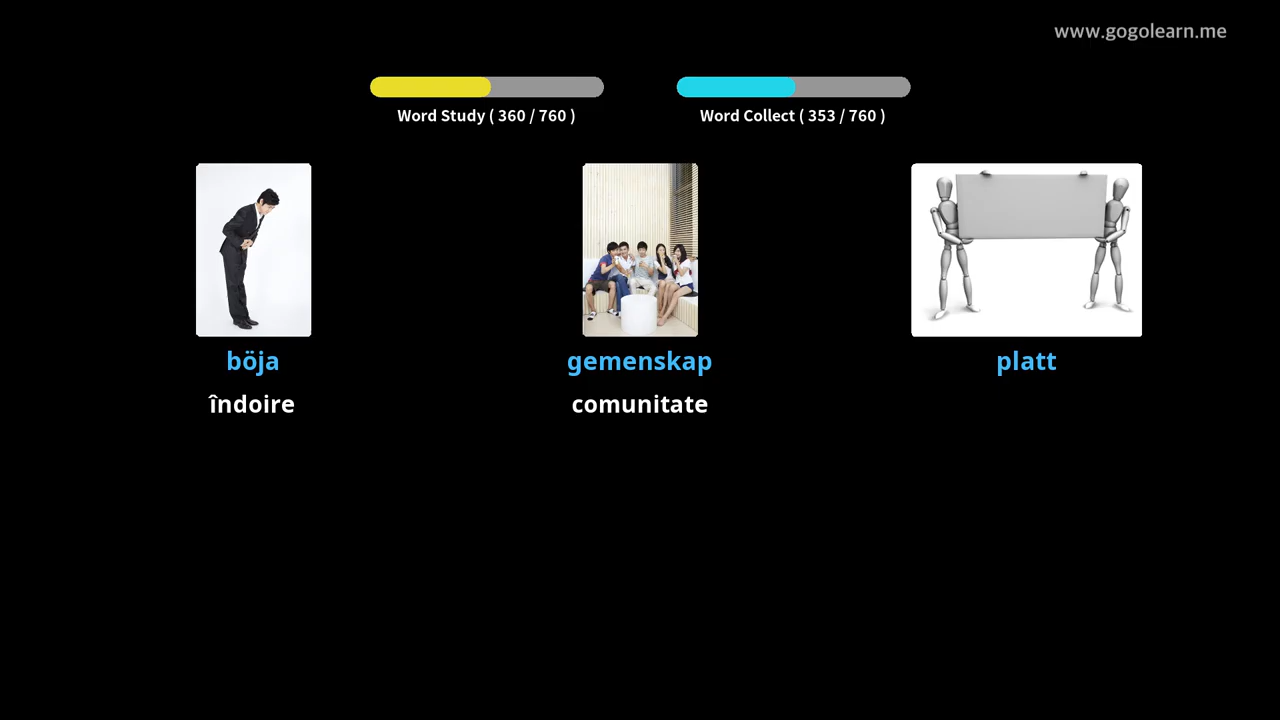 www.gogolearn.me
Word Study ( 360 / 760 )
Word Collect ( 353 / 760 )
böja
gemenskap
platt
îndoire
comunitate